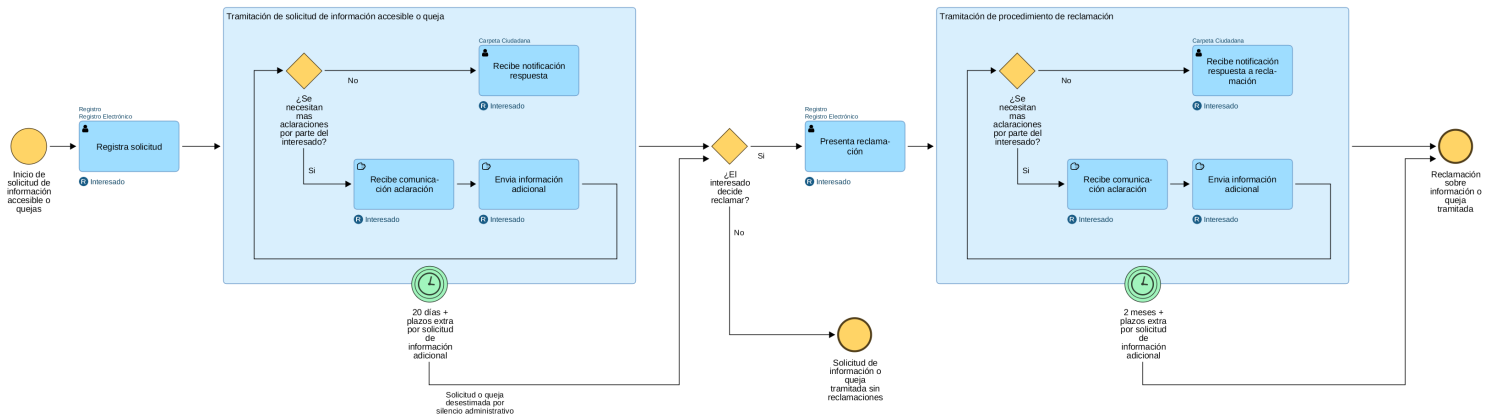 Inicio de
solicitud de
información
accesible o
quejas
Registro
Registro Electrónico
Registra solicitud
R Interesado
Tramitación de solicitud de información accesible o queja
¿Se
necesitan
mas
aclaraciones
por parte del
interesado?
No
Carpeta Ciudadana
Recibe notificación
respuesta
R Interesado
Si
Recibe comunica-
ción aclaración
R Interesado
Envia información
adicional
R Interesado
20 días +
plazos extra
por solicitud
de
información
adicional
Solicitud o queja
desestimada por
silencio administrativo
¿El
interesado
decide
reclamar?
Si
No
Solicitud de
información o
queja
tramitada sin
reclamaciones
Registro
Registro Electrónico
Presenta reclama-
ción
R Interesado
Tramitación de procedimiento de reclamación
¿Se
necesitan
mas
aclaraciones
por parte del
interesado?
No
Carpeta Ciudadana
Recibe notificación
respuesta a recla-
mación
R Interesado
Si
Recibe comunica-
ción aclaración
R Interesado
Envia información
adicional
R Interesado
2 meses +
plazos extra
por solicitud
de
información
adicional
Reclamación
sobre
información o
queja
tramitada